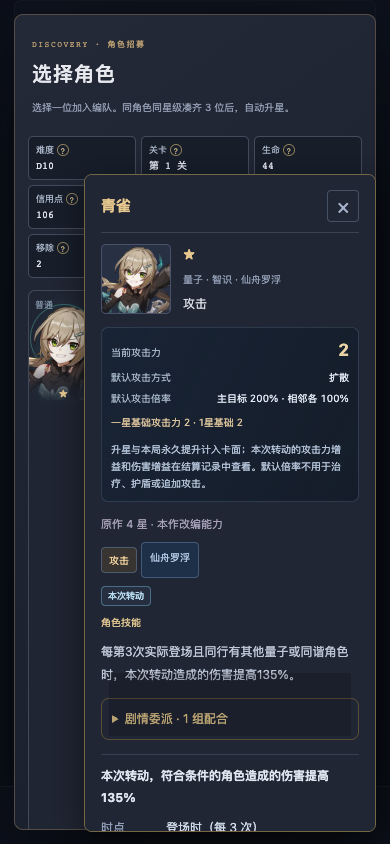 DISCOVERY · 角色招募
选择角色
选择一位加入编队。同角色同星级凑齐 3 位后，自动升星。
难度 ?
D10
关卡 ?
第 1 关
生命 ?
44
信用点 ?
106
移除 ?
2
普通
青雀
×
量子 · 智识 · 仙舟罗浮
攻击
当前攻击力 2
默认攻击方式 扩散
默认攻击倍率 主目标 200% · 相邻各 100%
一星基础攻击力 2 · 1星基础 2
升星与本局永久提升计入卡面；本次转动的攻击力增
益和伤害增益在结算记录中查看。默认倍率不用于治
疗、护盾或追加攻击。
原作 4 星 · 本作改编能力
攻击 仙舟罗浮
本次转动
角色技能
每第3次实际登场且同行有其他量子或同谐角色
时，本次转动造成的伤害提高135%。
▶ 剧情委派 · 1 组配合
本次转动，符合条件的角色造成的伤害提高
135%
时点 登场时（每 3 次）